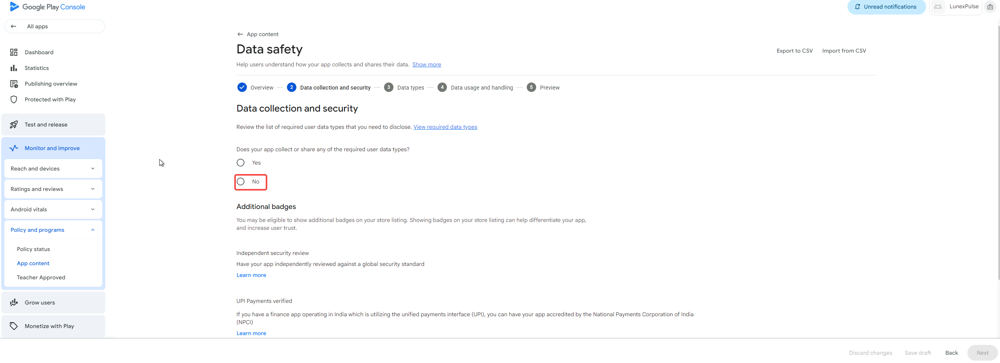 Google Play Console
Unread notifications
LunexPulse
All apps
Dashboard
Statistics
Publishing overview
Protected with Play
Test and release
Monitor and improve
Reach and devices
Ratings and reviews
Android vitals
Policy and programs
Policy status
App content
Teacher Approved
Grow users
Monetize with Play
App content
Data safety
Export to CSV
Import from CSV
Help users understand how your app collects and shares their data. Show more
Overview
2 Data collection and security
3 Data types
4 Data usage and handling
5 Preview
Data collection and security
Review the list of required user data types that you need to disclose. View required data types
Does your app collect or share any of the required user data types?
Yes
No
Additional badges
You may be eligible to show additional badges on your store listing. Showing badges on your store listing can help differentiate your app,
and increase user trust.
Independent security review
Have your app independently reviewed against a global security standard
Learn more
UPI Payments verified
If you have a finance app operating in India which is utilizing the unified payments interface (UPI), you can have your app accredited by the National Payments Corporation of India
(NPCI)
Learn more
Discard changes
Save draft
Back
Next